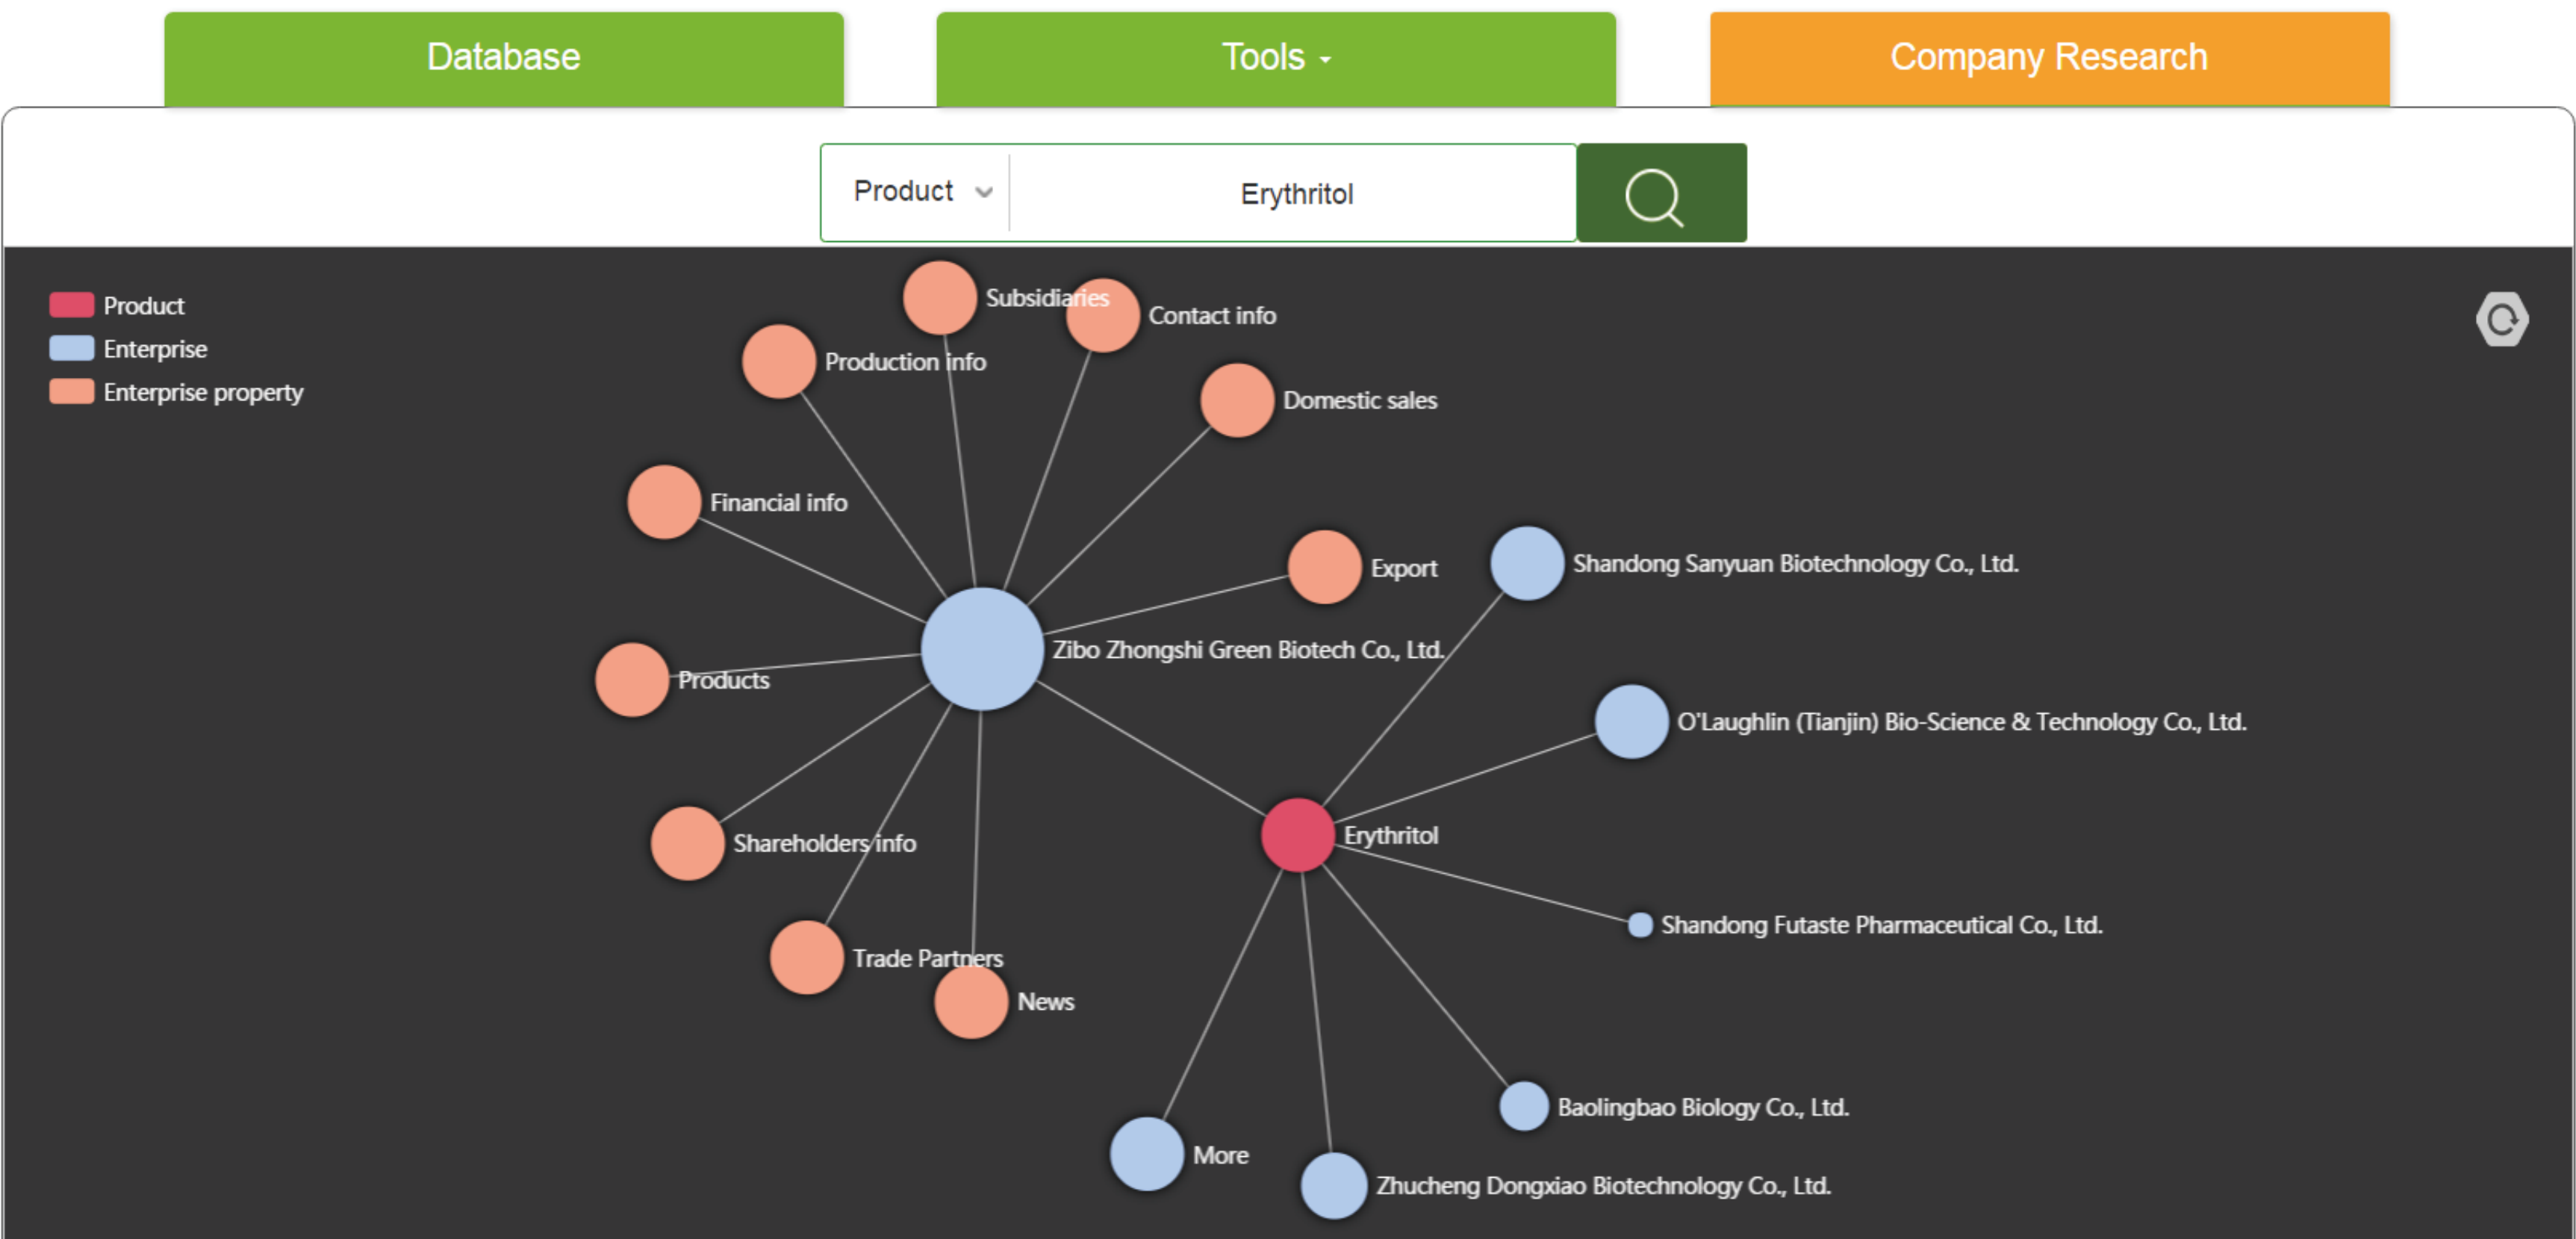 Database
Tools
Company Research
Product
Erythritol
Product
Enterprise
Enterprise property
Subsidiaries
Contact info
Production info
Domestic sales
Financial info
Export
Shandong Sanyuan Biotechnology Co., Ltd.
Zibo Zhongshi Green Biotech Co., Ltd.
Products
O'Laughlin (Tianjin) Bio-Science & Technology Co., Ltd.
Erythritol
Shareholders info
Shandong Futaste Pharmaceutical Co., Ltd.
Trade Partners
News
Baolingbao Biology Co., Ltd.
More
Zhucheng Dongxiao Biotechnology Co., Ltd.